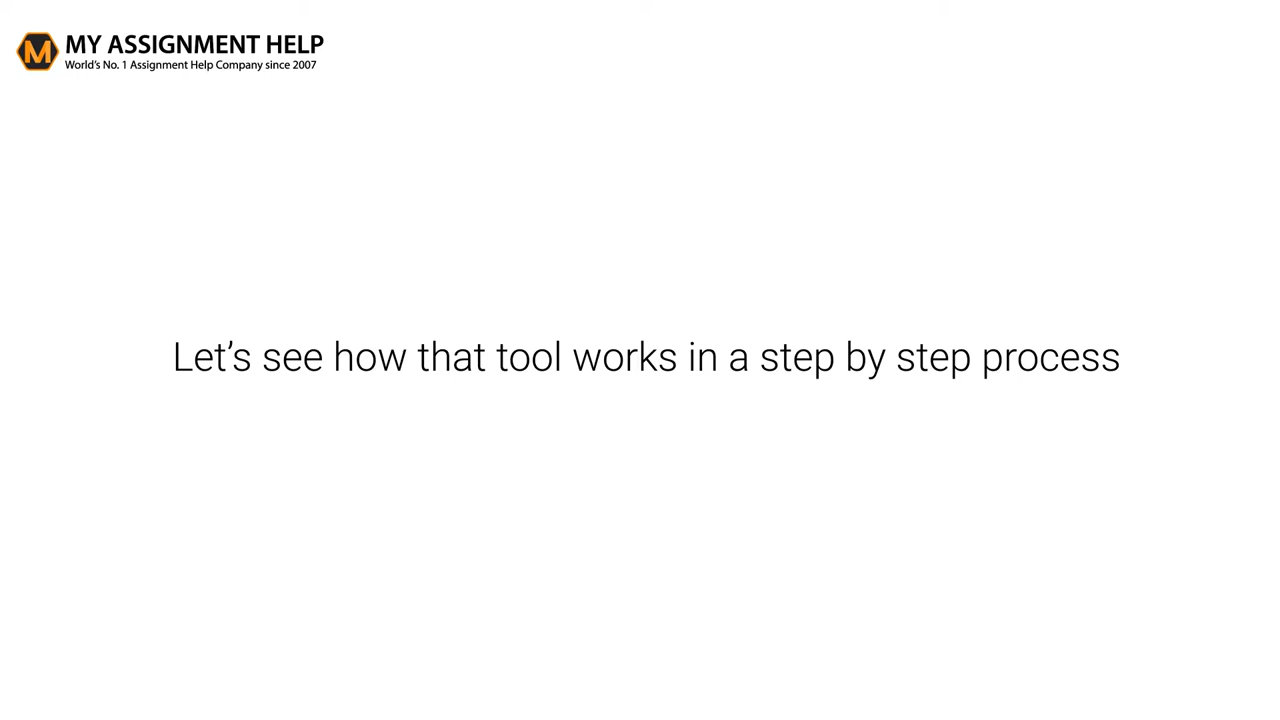 M
MY ASSIGNMENT HELP
World's No. 1 Assignment Help Company since 2007
Let's see how that tool works in a step by step process